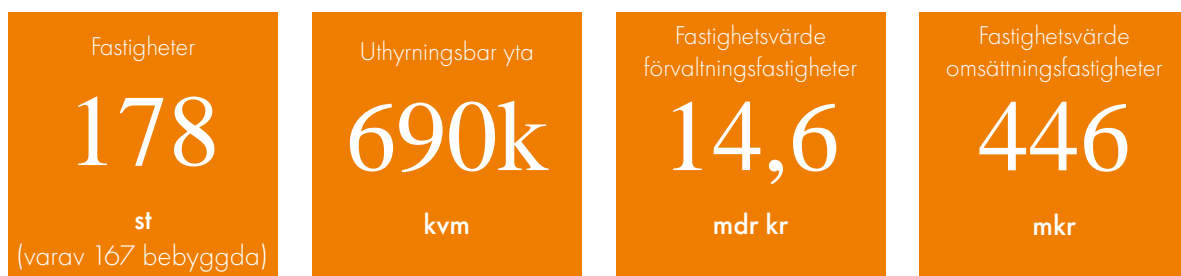 Fastigheter
178
st
(varav 167 bebyggda)
Uthyrningsbar yta
690k
kvm
Fastighetsvärde
förvaltningsfastigheter
14,6
mdr kr
Fastighetsvärde
omsättningsfastigheter
446
mkr